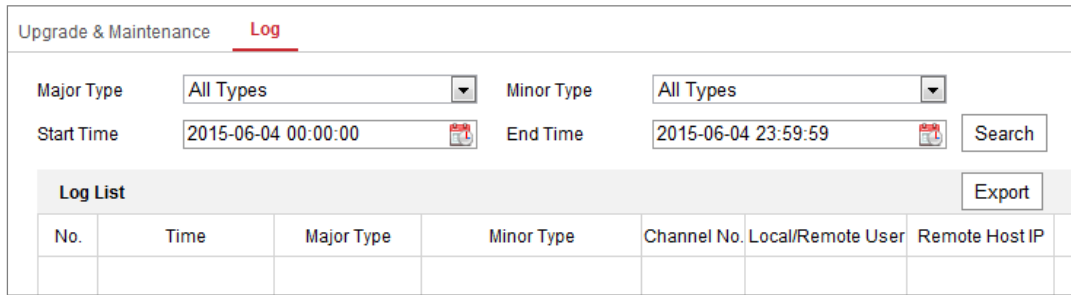 Upgrade & Maintenance Log
Major Type All Types Minor Type All Types
Start Time 2015-06-04 00:00:00 End Time 2015-06-04 23:59:59 Search
Log List Export
No. Time Major Type Minor Type Channel No. Local/Remote User Remote Host IP